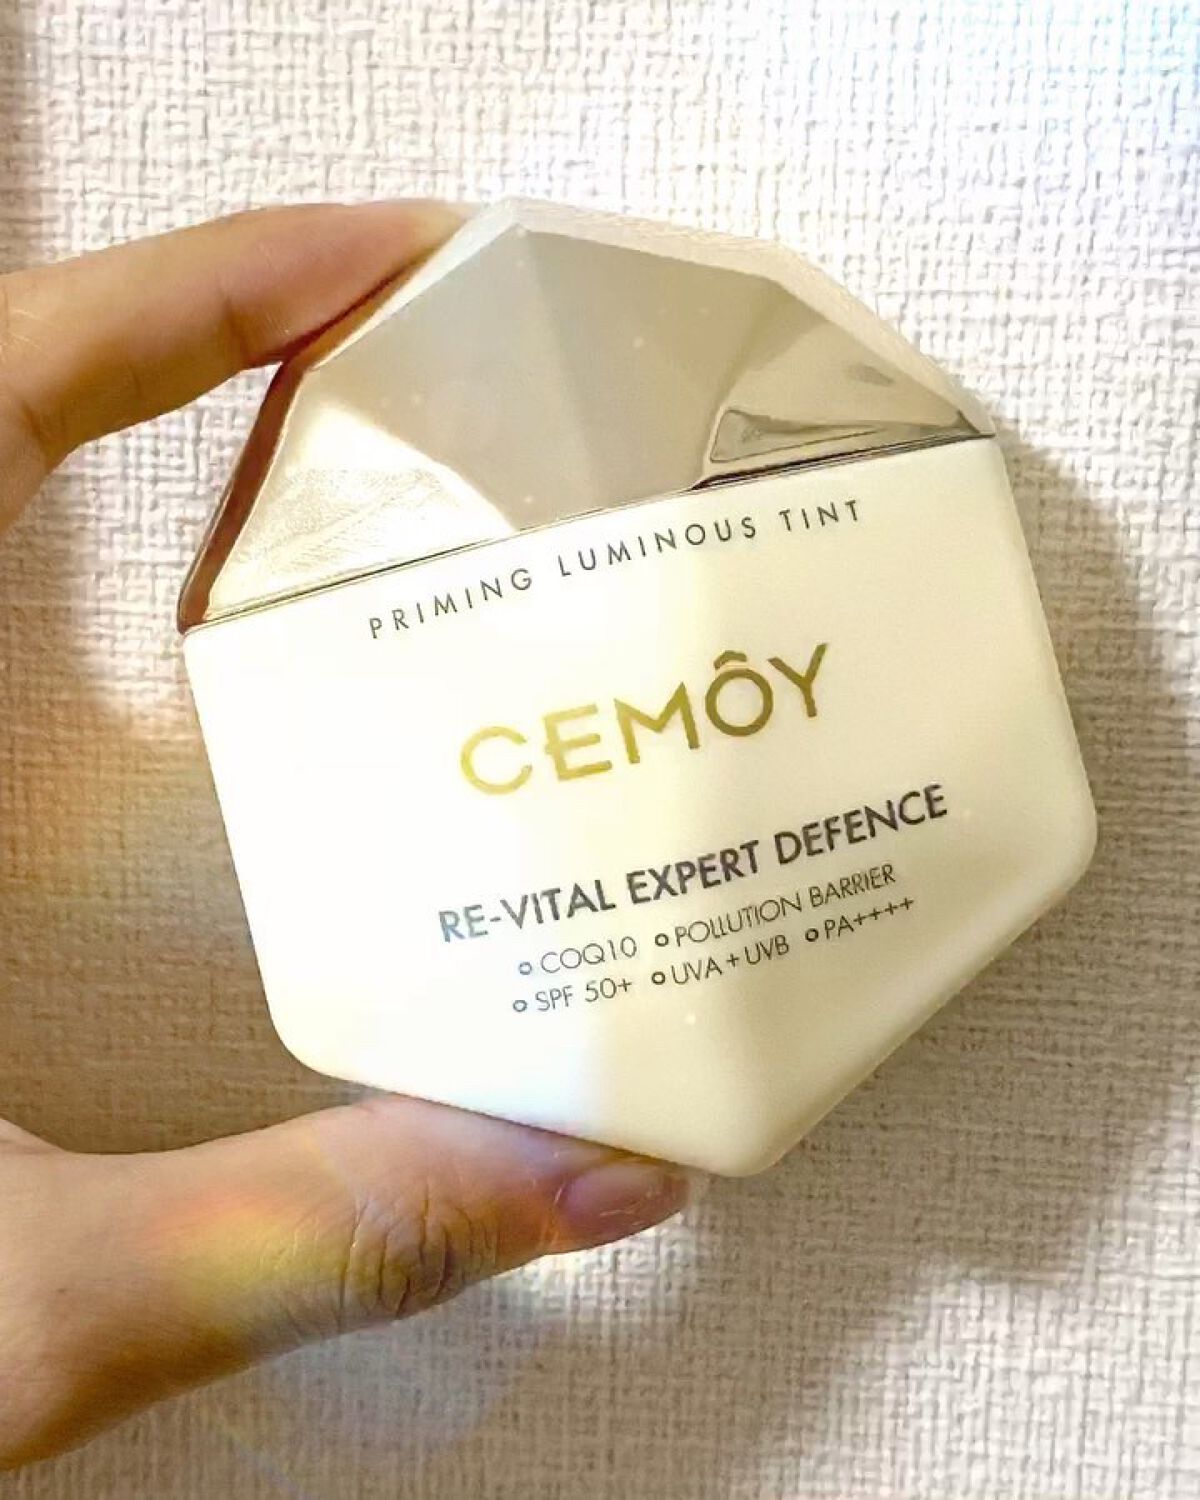 PRIMING LUMINOUS TINT
CEMÔY
RE-VITAL EXPERT DEFENCE
COQ10 POLLUTION BARRIER
SPF 50+ UVA+UVB PA++++